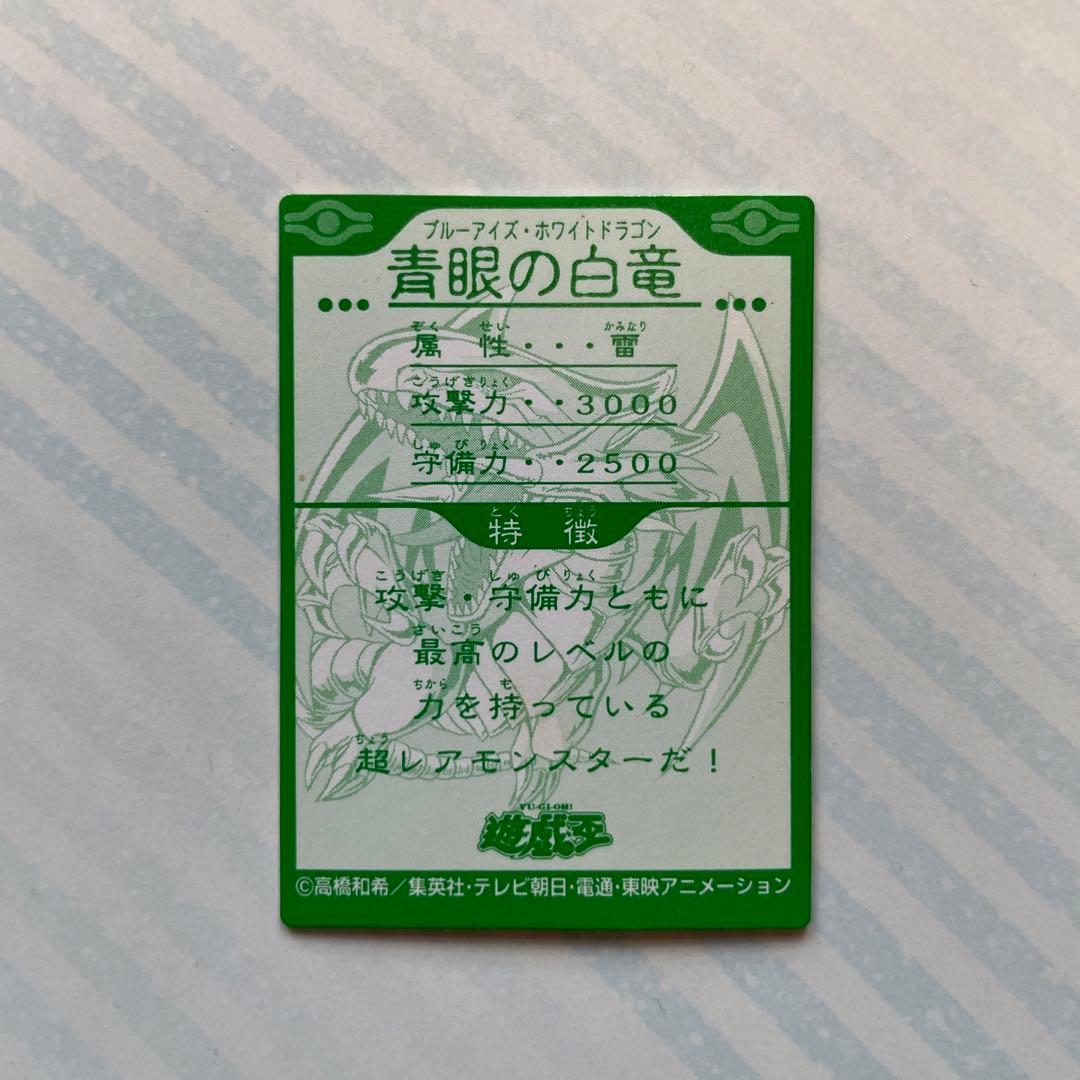 ブルーアイズ・ホワイトドラゴン
青眼の白竜
ぞく せい かみなり
属 性・・・雷
こうげきりょく
攻撃力・・3000
しゅびりょく
守備力・・2500
とく ちょう
特 徴
こうげき しゅびりょく
攻撃・守備力ともに
さいこう
最高のレベルの
ちから も
力を持っている
ちょう
超レアモンスターだ！
YU-GI-OH!
遊戯王
©高橋和希／集英社・テレビ朝日・電通・東映アニメーション